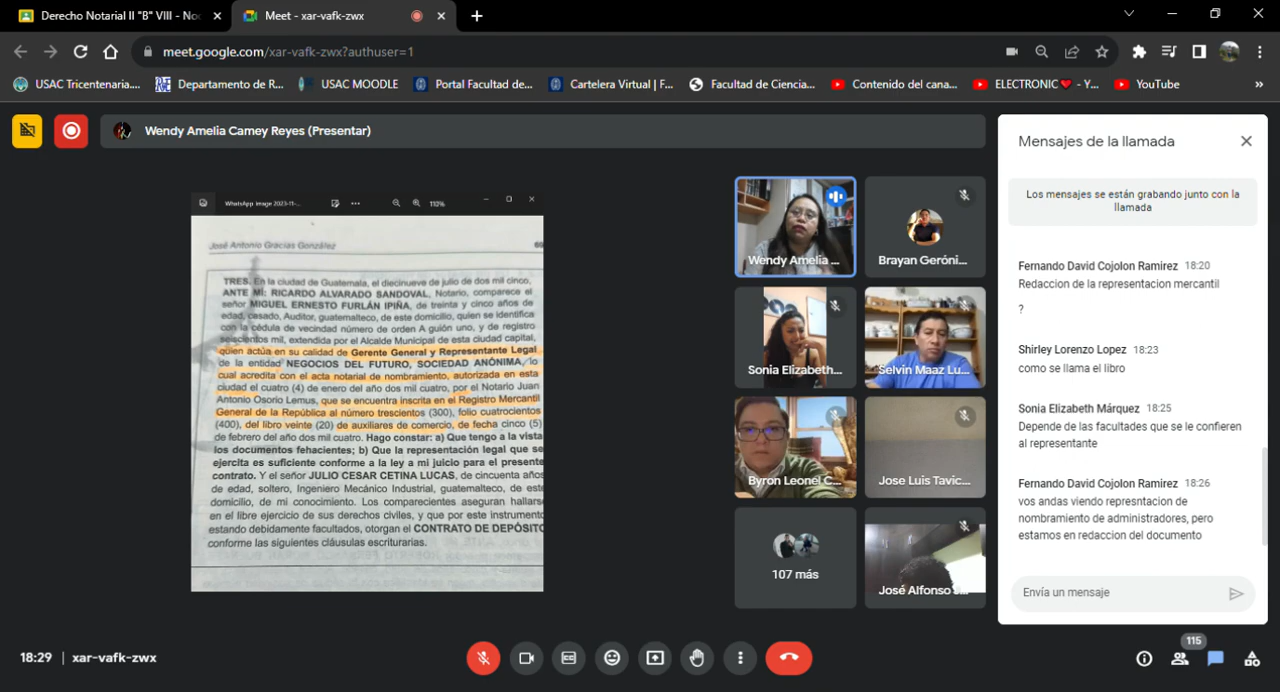 Derecho Notarial II "B" VIII - No
Meet - xar-vafk-zwx
meet.google.com/xar-vafk-zwx?authuser=1
USAC Tricentenaria....
Departamento de R...
USAC MOODLE
Portal Facultad de...
Cartelera Virtual | F...
Facultad de Ciencia...
Contenido del cana...
ELECTRONIC❤ - Y...
YouTube
Wendy Amelia Camey Reyes (Presentar)
WhatsApp Image 2023-11-...
110%
José Antonio Gracias González
69
TRES. En la ciudad de Guatemala, el diecinueve de julio de dos mil cinco.
ANTE MÍ: RICARDO ALVARADO SANDOVAL, Notario, comparece el
señor MIGUEL ERNESTO FURLÁN IPIÑA, de treinta y cinco años de
edad, casado, Auditor, guatemalteco, de este domicilio, quien se identifica
con la cédula de vecindad número de orden A guión uno, y de registro
seiscientos mil, extendida por el Alcalde Municipal de esta ciudad capital,
quien actúa en su calidad de Gerente General y Representante Legal
de la entidad NEGOCIOS DEL FUTURO, SOCIEDAD ANÓNIMA, lo
cual acredita con el acta notarial de nombramiento, autorizada en esta
ciudad el cuatro (4) de enero del año dos mil cuatro, por el Notario Juan
Antonio Osorio Lemus, que se encuentra inscrita en el Registro Mercantil
General de la República al número trescientos (300), folio cuatrocientos
(400), del libro veinte (20) de auxiliares de comercio, de fecha cinco (5)
de febrero del año dos mil cuatro. Hago constar: a) Que tengo a la vista
los documentos fehacientes; b) Que la representación legal que se
ejercita es suficiente conforme a la ley a mi juicio para el presente
contrato. Y el señor JULIO CESAR CETINA LUCAS, de cincuenta años
de edad, soltero, Ingeniero Mecánico Industrial, guatemalteco, de este
domicilio, de mi conocimiento. Los comparecientes aseguran hallarse
en el libre ejercicio de sus derechos civiles, y que por este instrumento
estando debidamente facultados, otorgan el CONTRATO DE DEPÓSITO
conforme las siguientes cláusulas escriturarias.
Wendy Amelia ...
Brayan Geróni...
Sonia Elizabeth...
Selvin Maaz Lu...
Byron Leonel C...
Jose Luis Tavic...
107 más
José Alfonso
Mensajes de la llamada
Los mensajes se están grabando junto con la
llamada
Fernando David Cojolon Ramirez 18:20
Redaccion de la representacion mercantil
?
Shirley Lorenzo Lopez 18:23
como se llama el libro
Sonia Elizabeth Márquez 18:25
Depende de las facultades que se le confieren
al representante
Fernando David Cojolon Ramirez 18:26
vos andas viendo represntacion de
nombramiento de administradores, pero
estamos en redaccion del documento
Envía un mensaje
18:29 | xar-vafk-zwx
115